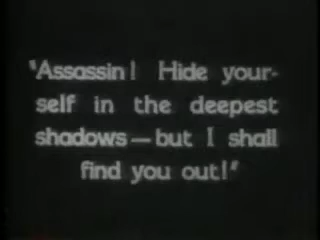 "Assassin! Hide your-
self in the deepest
shadows—but I shall
find you out!"